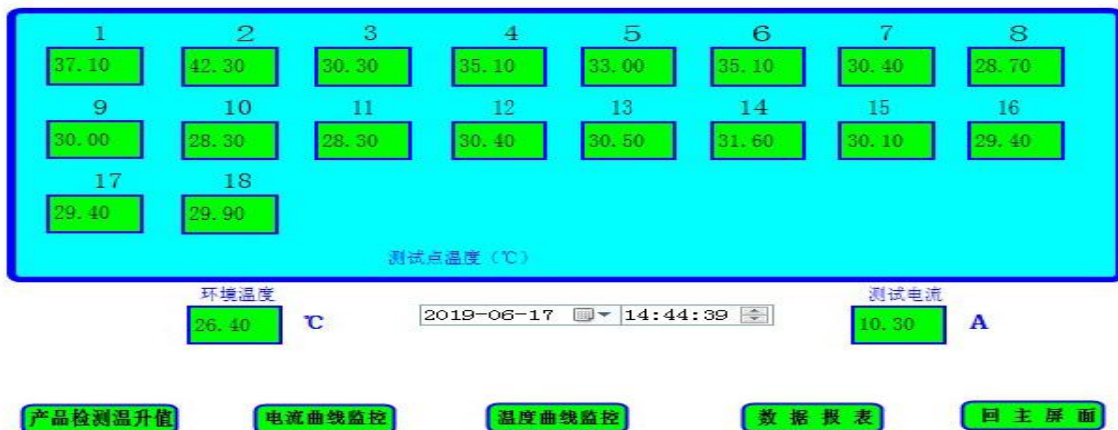 1 2 3 4 5 6 7 8
37.10 42.30 30.30 35.10 33.00 35.10 30.40 28.70
9 10 11 12 13 14 15 16
30.00 28.30 28.30 30.40 30.50 31.60 30.10 29.40
17 18
29.40 29.90
测试点温度（℃）
环境温度 测试电流
26.40 ℃ 2019-06-17 14:44:39 10.30 A
产品检测温升值 电流曲线监控 温度曲线监控 数据报表 回主屏面